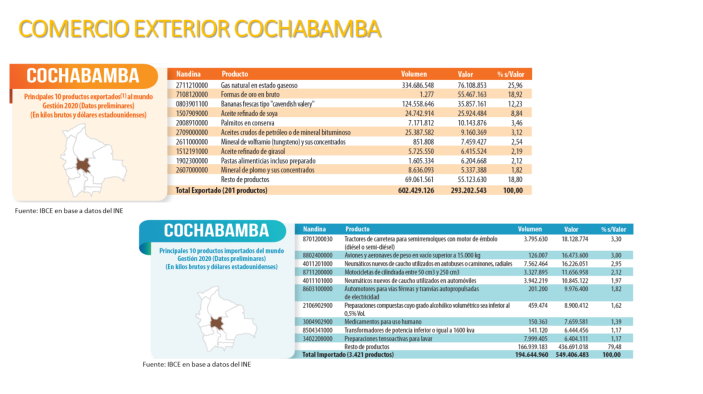 COMERCIO EXTERIOR COCHABAMBA
COCHABAMBA
Principales 10 productos exportados(1) al mundo
Gestión 2020 (Datos preliminares)
(En kilos brutos y dólares estadounidenses)
Nandina Producto Volumen Valor % s/Valor
2711210000 Gas natural en estado gaseoso 334.686.548 76.108.853 25,96
7108120000 Formas de oro en bruto 1.277 55.467.163 18,92
0803901100 Bananas frescas tipo "cavendish valery" 124.558.646 35.857.161 12,23
1507909000 Aceite refinado de soya 24.742.914 25.924.484 8,84
2008910000 Palmitos en conserva 7.171.812 10.143.876 3,46
2709000000 Aceites crudos de petróleo o de mineral bituminoso 25.387.582 9.160.369 3,12
2611000000 Mineral de volframio (tungsteno) y sus concentrados 851.808 7.459.427 2,54
1512191000 Aceite refinado de girasol 5.725.550 6.415.524 2,19
1902300000 Pastas alimenticias incluso preparado 1.605.334 6.204.668 2,12
2607000000 Mineral de plomo y sus concentrados 8.636.093 5.337.388 1,82
Resto de productos 69.061.561 55.123.630 18,80
Total Exportado (201 productos) 602.429.126 293.202.543 100,00
Fuente: IBCE en base a datos del INE
COCHABAMBA
Principales 10 productos importados del mundo
Gestión 2020 (Datos preliminares)
(En kilos brutos y dólares estadounidenses)
Nandina Producto Volumen Valor % s/Valor
8701200030 Tractores de carretera para semirremolques con motor de émbolo 3.795.630 18.128.774 3,30
(diésel o semi-diésel)
8802400000 Aviones y aeronaves de peso en vacío superior a 15.000 kg 126.007 16.473.600 3,00
4011201000 Neumáticos nuevos de caucho utilizados en autobuses o camiones, radiales 7.562.464 16.226.051 2,95
8711200000 Motocicletas de cilindrada entre 50 cm3 y 250 cm3 3.327.895 11.656.958 2,12
4011101000 Neumáticos nuevos de caucho utilizados en automóviles 3.942.219 10.845.122 1,97
8603100000 Automotores para vías férreas y tranvías autopropulsadas 201.200 9.976.400 1,82
de electricidad
2106902900 Preparaciones compuestas cuyo grado alcohólico volumétrico sea inferior al 459.474 8.900.412 1,62
0,5% Vol.
3004902900 Medicamentos para uso humano 150.363 7.659.581 1,39
8504341000 Transformadores de potencia inferior o igual a 1600 kva 141.120 6.444.456 1,17
3402200000 Preparaciones tensoactivas para lavar 7.999.405 6.404.111 1,17
Resto de productos 166.939.183 436.691.018 79,48
Total Importado (3.421 productos) 194.644.960 549.406.483 100,00
Fuente: IBCE en base a datos del INE